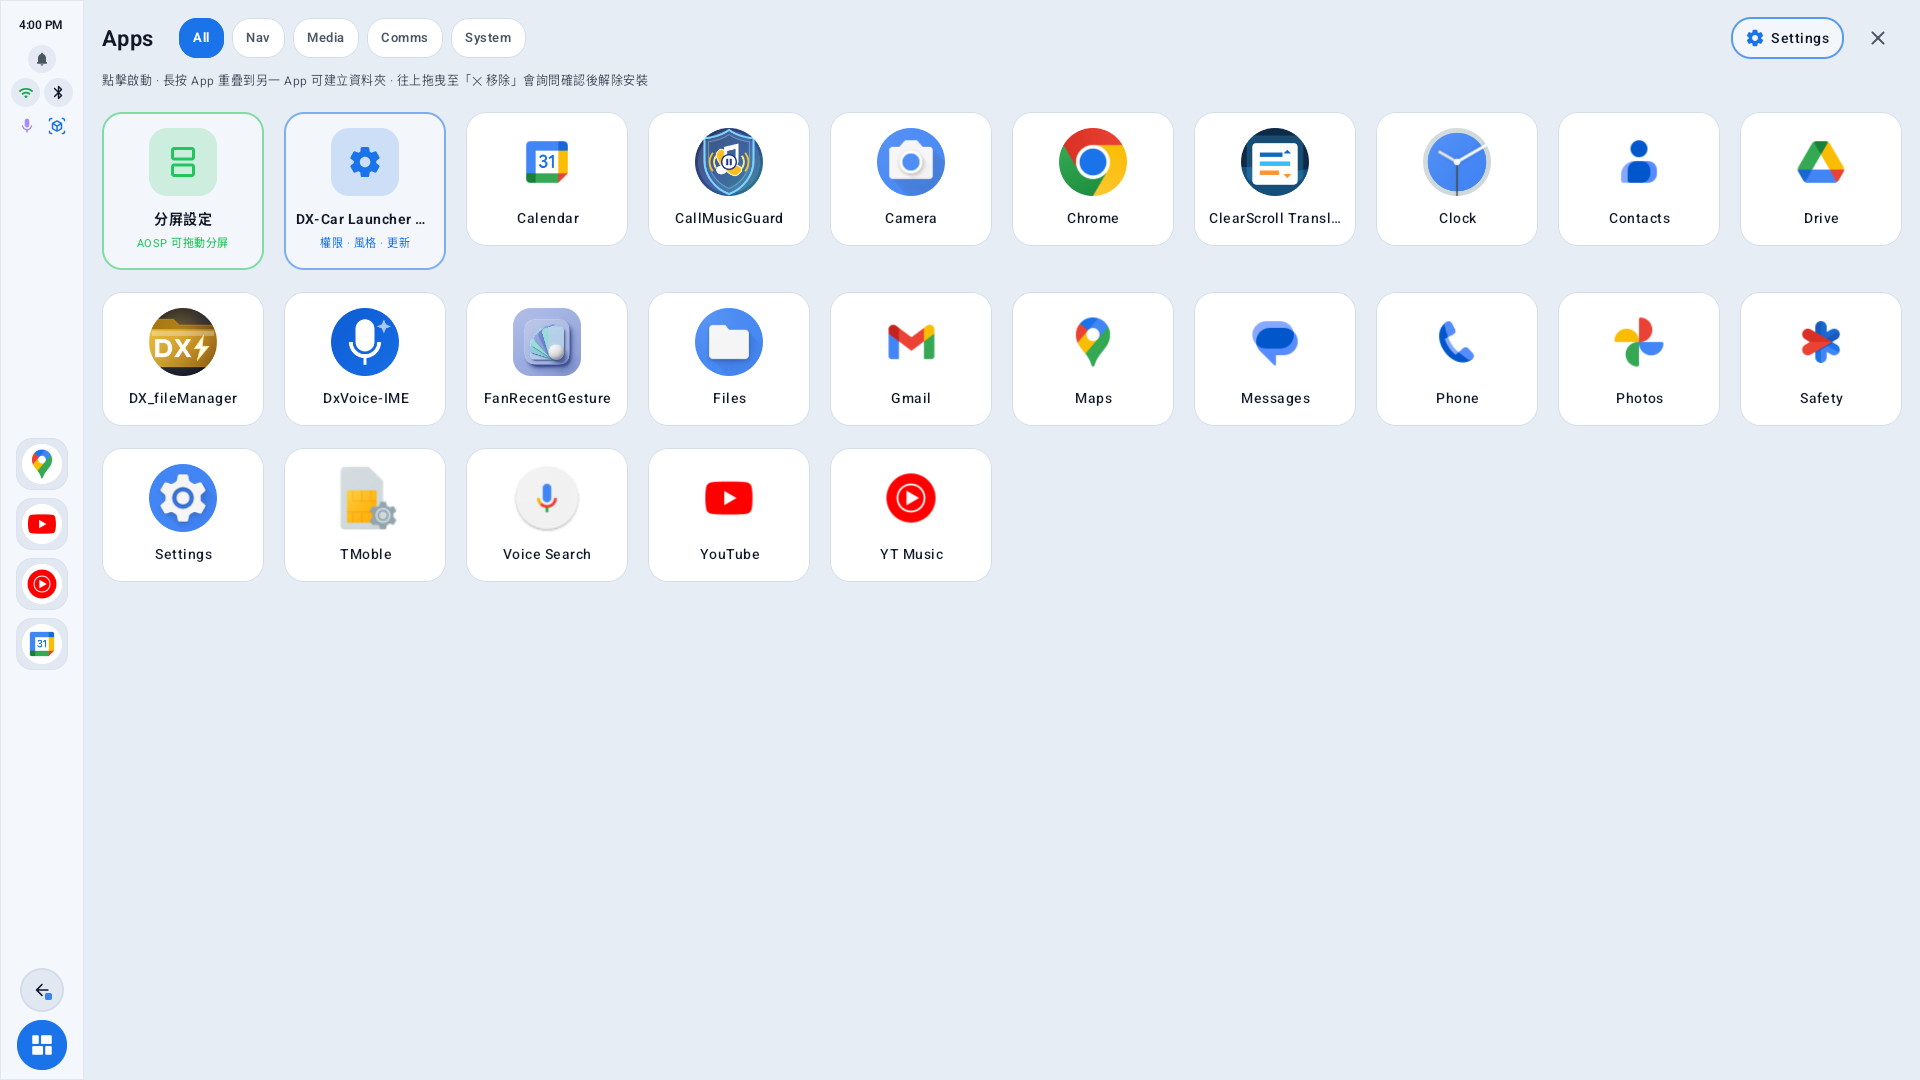 4:00 PM
Apps
All
Nav
Media
Comms
System
Settings
點擊啟動 · 長按 App 重疊到另一 App 可建立資料夾 · 往上拖曳至「✕ 移除」會詢問確認後解除安裝
分屏設定
AOSP 可拖動分屏
DX-Car Launcher ...
權限 · 風格 · 更新
31
Calendar
CallMusicGuard
Camera
Chrome
ClearScroll Transl...
Clock
Contacts
Drive
DX
DX_fileManager
DxVoice-IME
FanRecentGesture
Files
Gmail
Maps
Messages
Phone
Photos
Safety
Settings
TMoble
Voice Search
YouTube
YT Music
31